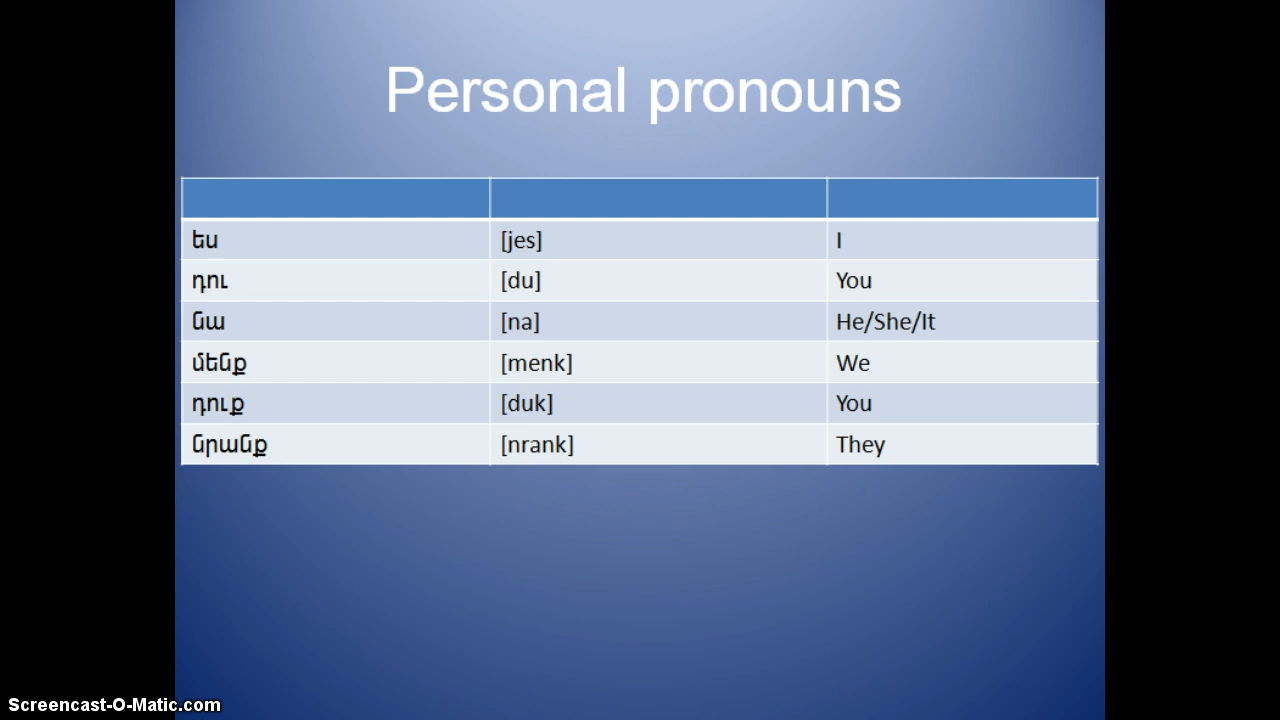 Personal pronouns
ես [jes] I
դու [du] You
նա [na] He/She/It
մենք [menk] We
դուք [duk] You
նրանք [nrank] They
Screencast-O-Matic.com